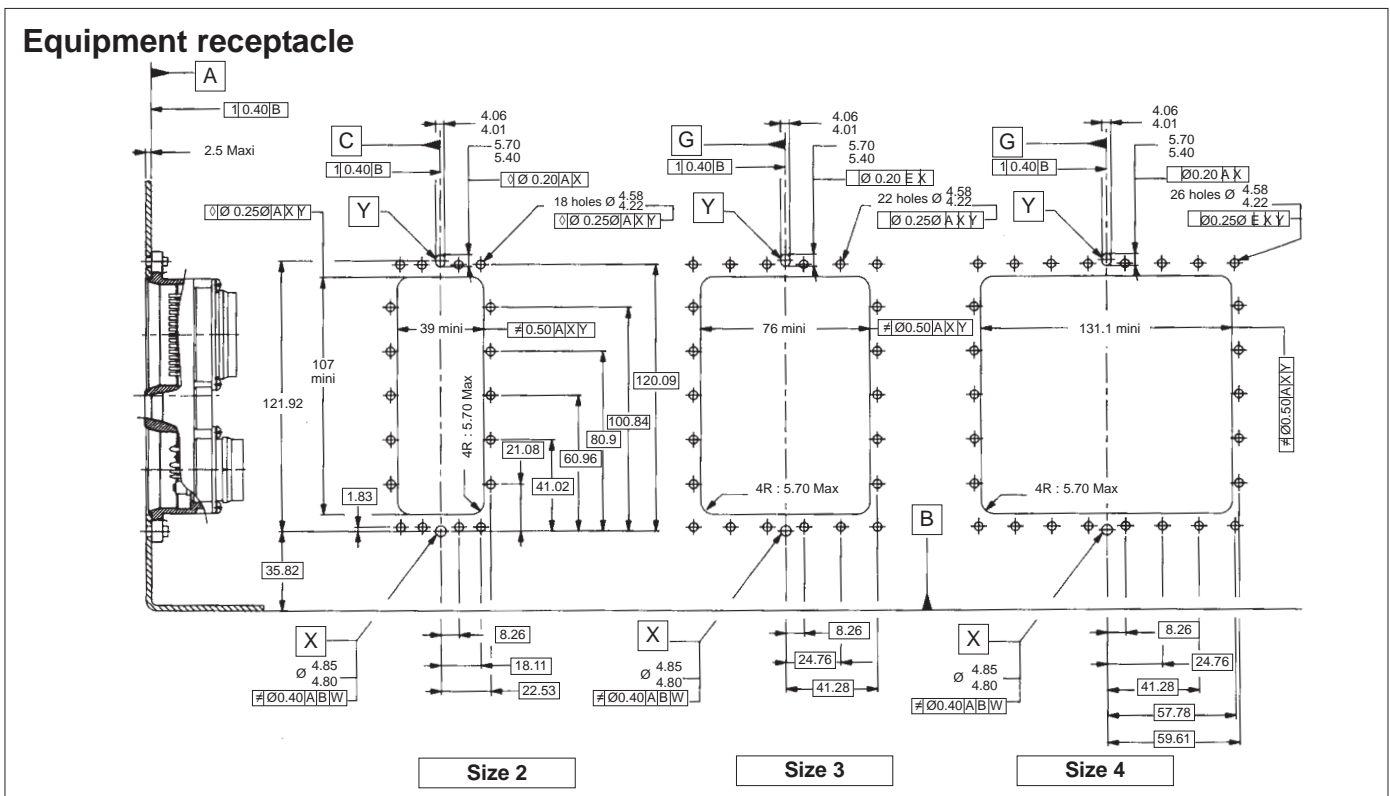 Equipment receptacle
A
1 0.40 B
2.5 Maxi
◊ Ø 0.25Ø A X Y
C
1 0.40 B
Y
4.06
4.01
5.70
5.40
◊ Ø 0.20 A X
18 holes Ø 4.58
4.22
◊ Ø 0.25Ø A X Y
39 mini
≠ 0.50 A X Y
107
mini
121.92
4R : 5.70 Max
1.83
35.82
21.08
41.02
60.96
80.9
100.84
120.09
X
Ø 4.85
4.80
≠ Ø0.40 A B W
8.26
18.11
22.53
Size 2
G
1 0.40 B
Y
4.06
4.01
5.70
5.40
Ø 0.20 E X
22 holes Ø 4.58
4.22
Ø 0.25Ø A X Y
76 mini
≠ Ø0.50 A X Y
4R : 5.70 Max
X
Ø 4.85
4.80
≠ Ø0.40 A B W
8.26
24.76
41.28
Size 3
G
1 0.40 B
Y
4.06
4.01
5.70
5.40
Ø0.20 A X
26 holes Ø 4.58
4.22
Ø0.25Ø E X Y
131.1 mini
≠ Ø0.50 A X Y
4R : 5.70 Max
B
X
Ø 4.85
4.80
≠ Ø0.40 A B W
8.26
24.76
41.28
57.78
59.61
Size 4